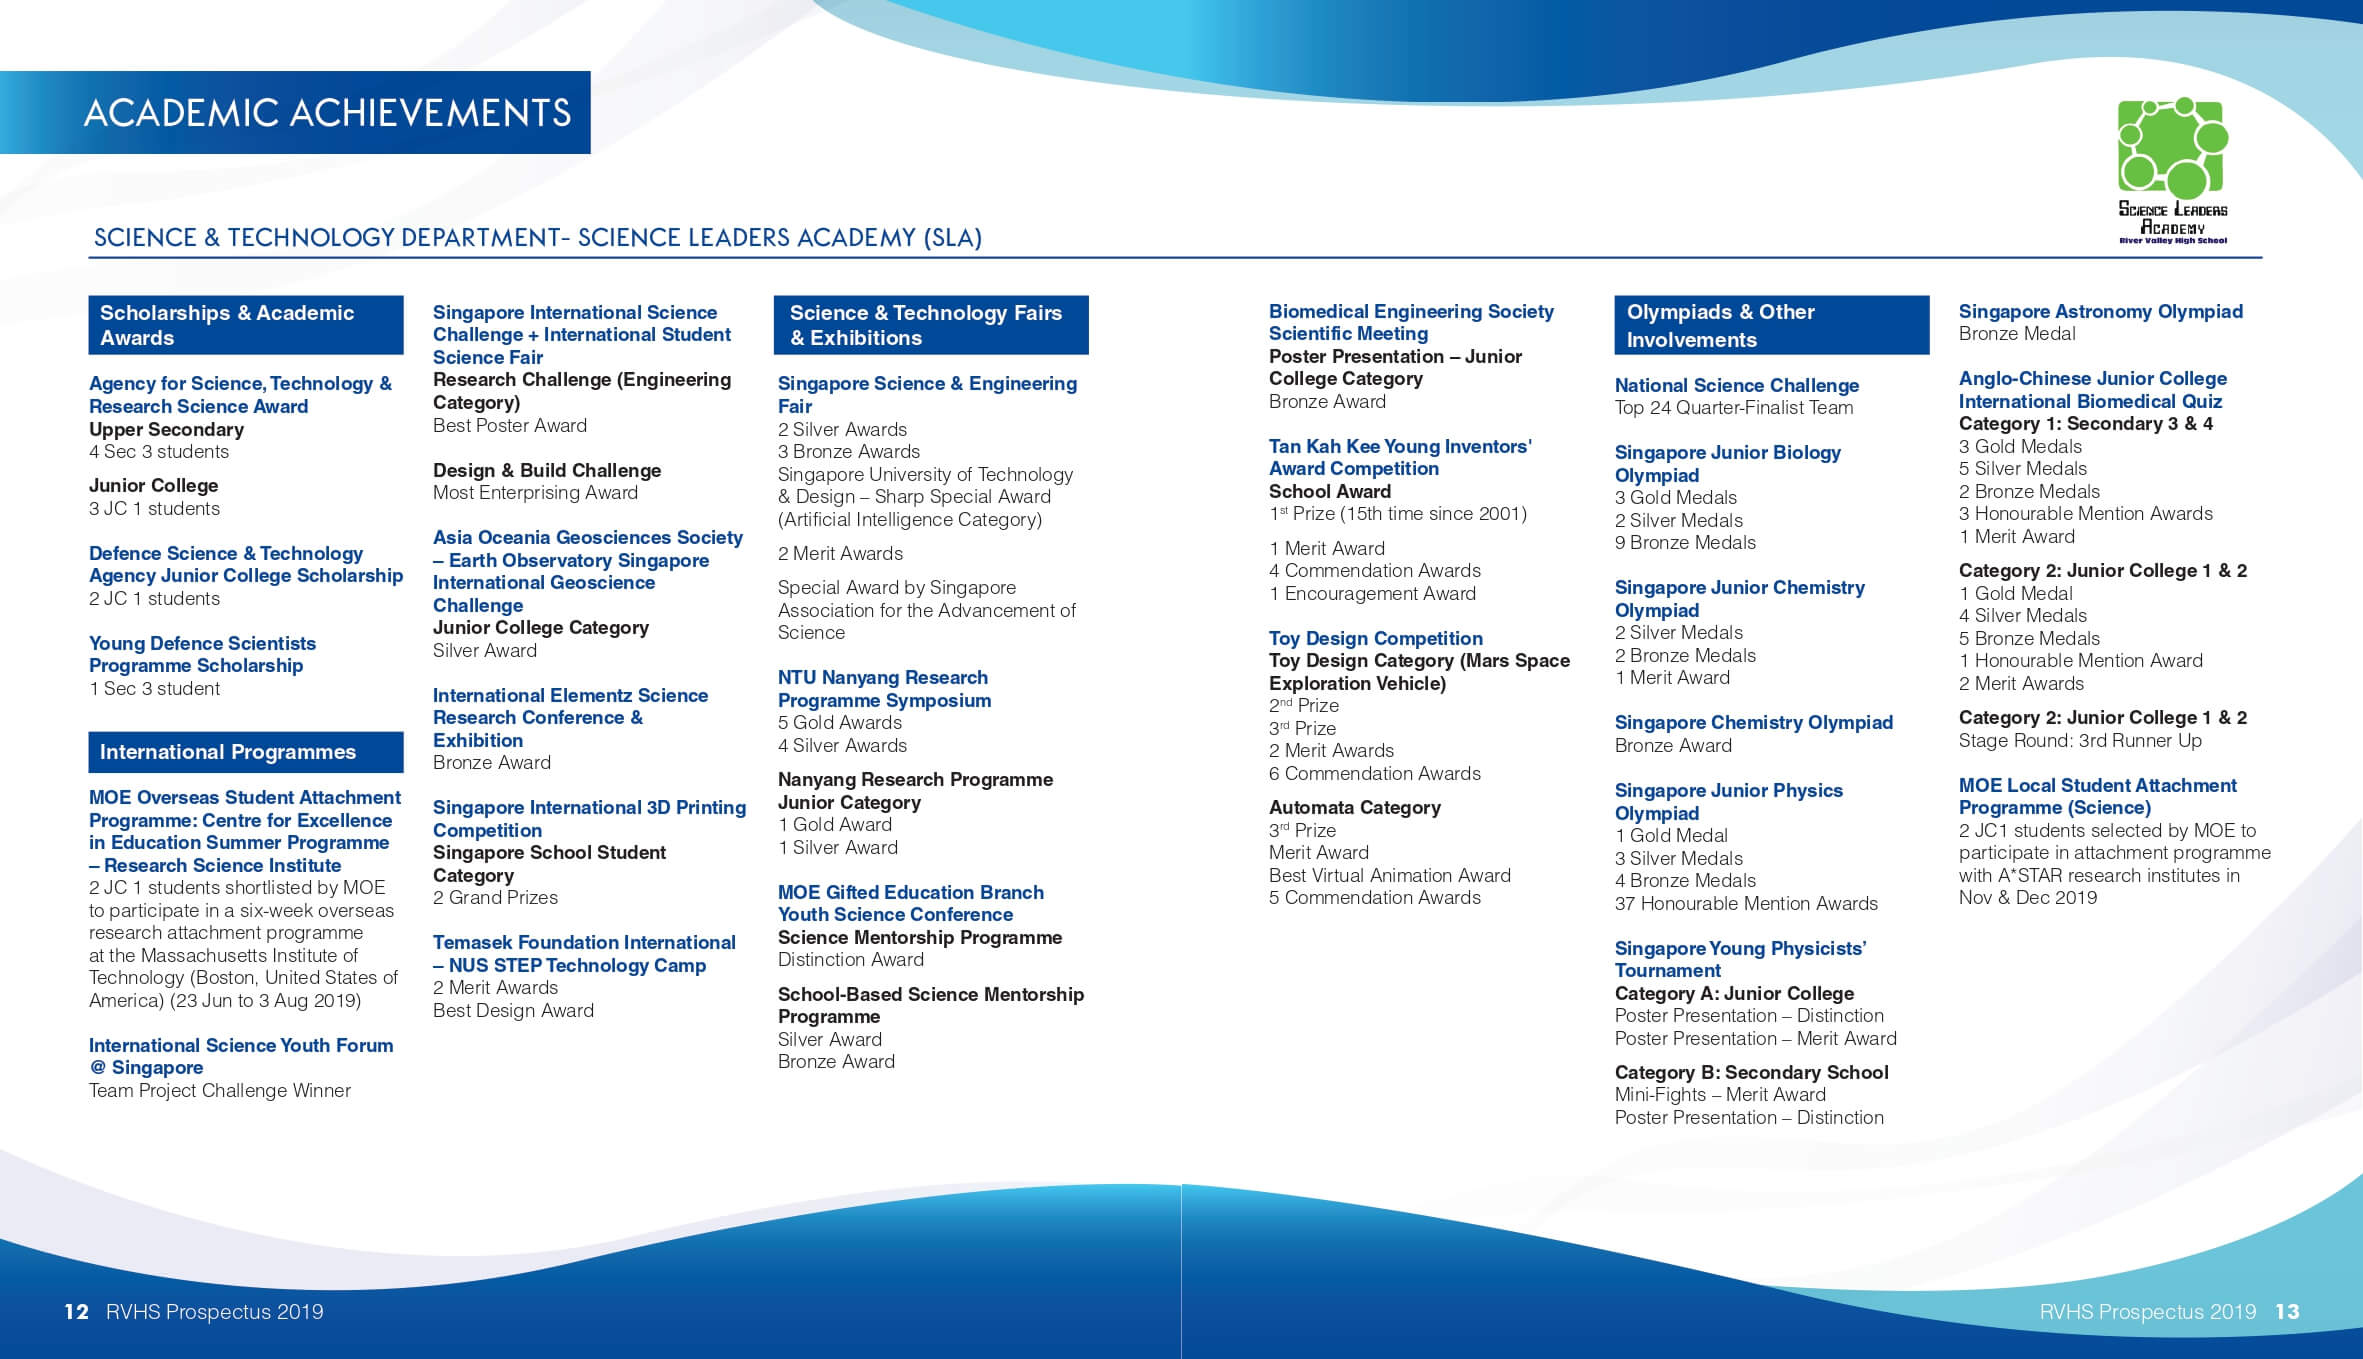 ACADEMIC ACHIEVEMENTS
SCIENCE LEADERS
ACADEMY
River Valley High School
SCIENCE & TECHNOLOGY DEPARTMENT- SCIENCE LEADERS ACADEMY (SLA)
Scholarships & Academic
Awards
Agency for Science, Technology &
Research Science Award
Upper Secondary
4 Sec 3 students
Junior College
3 JC 1 students
Defence Science & Technology
Agency Junior College Scholarship
2 JC 1 students
Young Defence Scientists
Programme Scholarship
1 Sec 3 student
International Programmes
MOE Overseas Student Attachment
Programme: Centre for Excellence
in Education Summer Programme
– Research Science Institute
2 JC 1 students shortlisted by MOE
to participate in a six-week overseas
research attachment programme
at the Massachusetts Institute of
Technology (Boston, United States of
America) (23 Jun to 3 Aug 2019)
International Science Youth Forum
@ Singapore
Team Project Challenge Winner
Singapore International Science
Challenge + International Student
Science Fair
Research Challenge (Engineering
Category)
Best Poster Award
Design & Build Challenge
Most Enterprising Award
Asia Oceania Geosciences Society
– Earth Observatory Singapore
International Geoscience
Challenge
Junior College Category
Silver Award
International Elementz Science
Research Conference &
Exhibition
Bronze Award
Singapore International 3D Printing
Competition
Singapore School Student
Category
2 Grand Prizes
Temasek Foundation International
– NUS STEP Technology Camp
2 Merit Awards
Best Design Award
Science & Technology Fairs
& Exhibitions
Singapore Science & Engineering
Fair
2 Silver Awards
3 Bronze Awards
Singapore University of Technology
& Design – Sharp Special Award
(Artificial Intelligence Category)
2 Merit Awards
Special Award by Singapore
Association for the Advancement of
Science
NTU Nanyang Research
Programme Symposium
5 Gold Awards
4 Silver Awards
Nanyang Research Programme
Junior Category
1 Gold Award
1 Silver Award
MOE Gifted Education Branch
Youth Science Conference
Science Mentorship Programme
Distinction Award
School-Based Science Mentorship
Programme
Silver Award
Bronze Award
Biomedical Engineering Society
Scientific Meeting
Poster Presentation – Junior
College Category
Bronze Award
Tan Kah Kee Young Inventors'
Award Competition
School Award
1st Prize (15th time since 2001)
1 Merit Award
4 Commendation Awards
1 Encouragement Award
Toy Design Competition
Toy Design Category (Mars Space
Exploration Vehicle)
2nd Prize
3rd Prize
2 Merit Awards
6 Commendation Awards
Automata Category
3rd Prize
Merit Award
Best Virtual Animation Award
5 Commendation Awards
Olympiads & Other
Involvements
National Science Challenge
Top 24 Quarter-Finalist Team
Singapore Junior Biology
Olympiad
3 Gold Medals
2 Silver Medals
9 Bronze Medals
Singapore Junior Chemistry
Olympiad
2 Silver Medals
2 Bronze Medals
1 Merit Award
Singapore Chemistry Olympiad
Bronze Award
Singapore Junior Physics
Olympiad
1 Gold Medal
3 Silver Medals
4 Bronze Medals
37 Honourable Mention Awards
Singapore Young Physicists’
Tournament
Category A: Junior College
Poster Presentation – Distinction
Poster Presentation – Merit Award
Category B: Secondary School
Mini-Fights – Merit Award
Poster Presentation – Distinction
Singapore Astronomy Olympiad
Bronze Medal
Anglo-Chinese Junior College
International Biomedical Quiz
Category 1: Secondary 3 & 4
3 Gold Medals
5 Silver Medals
2 Bronze Medals
3 Honourable Mention Awards
1 Merit Award
Category 2: Junior College 1 & 2
1 Gold Medal
4 Silver Medals
5 Bronze Medals
1 Honourable Mention Award
2 Merit Awards
Category 2: Junior College 1 & 2
Stage Round: 3rd Runner Up
MOE Local Student Attachment
Programme (Science)
2 JC1 students selected by MOE to
participate in attachment programme
with A*STAR research institutes in
Nov & Dec 2019
12 RVHS Prospectus 2019
RVHS Prospectus 2019 13